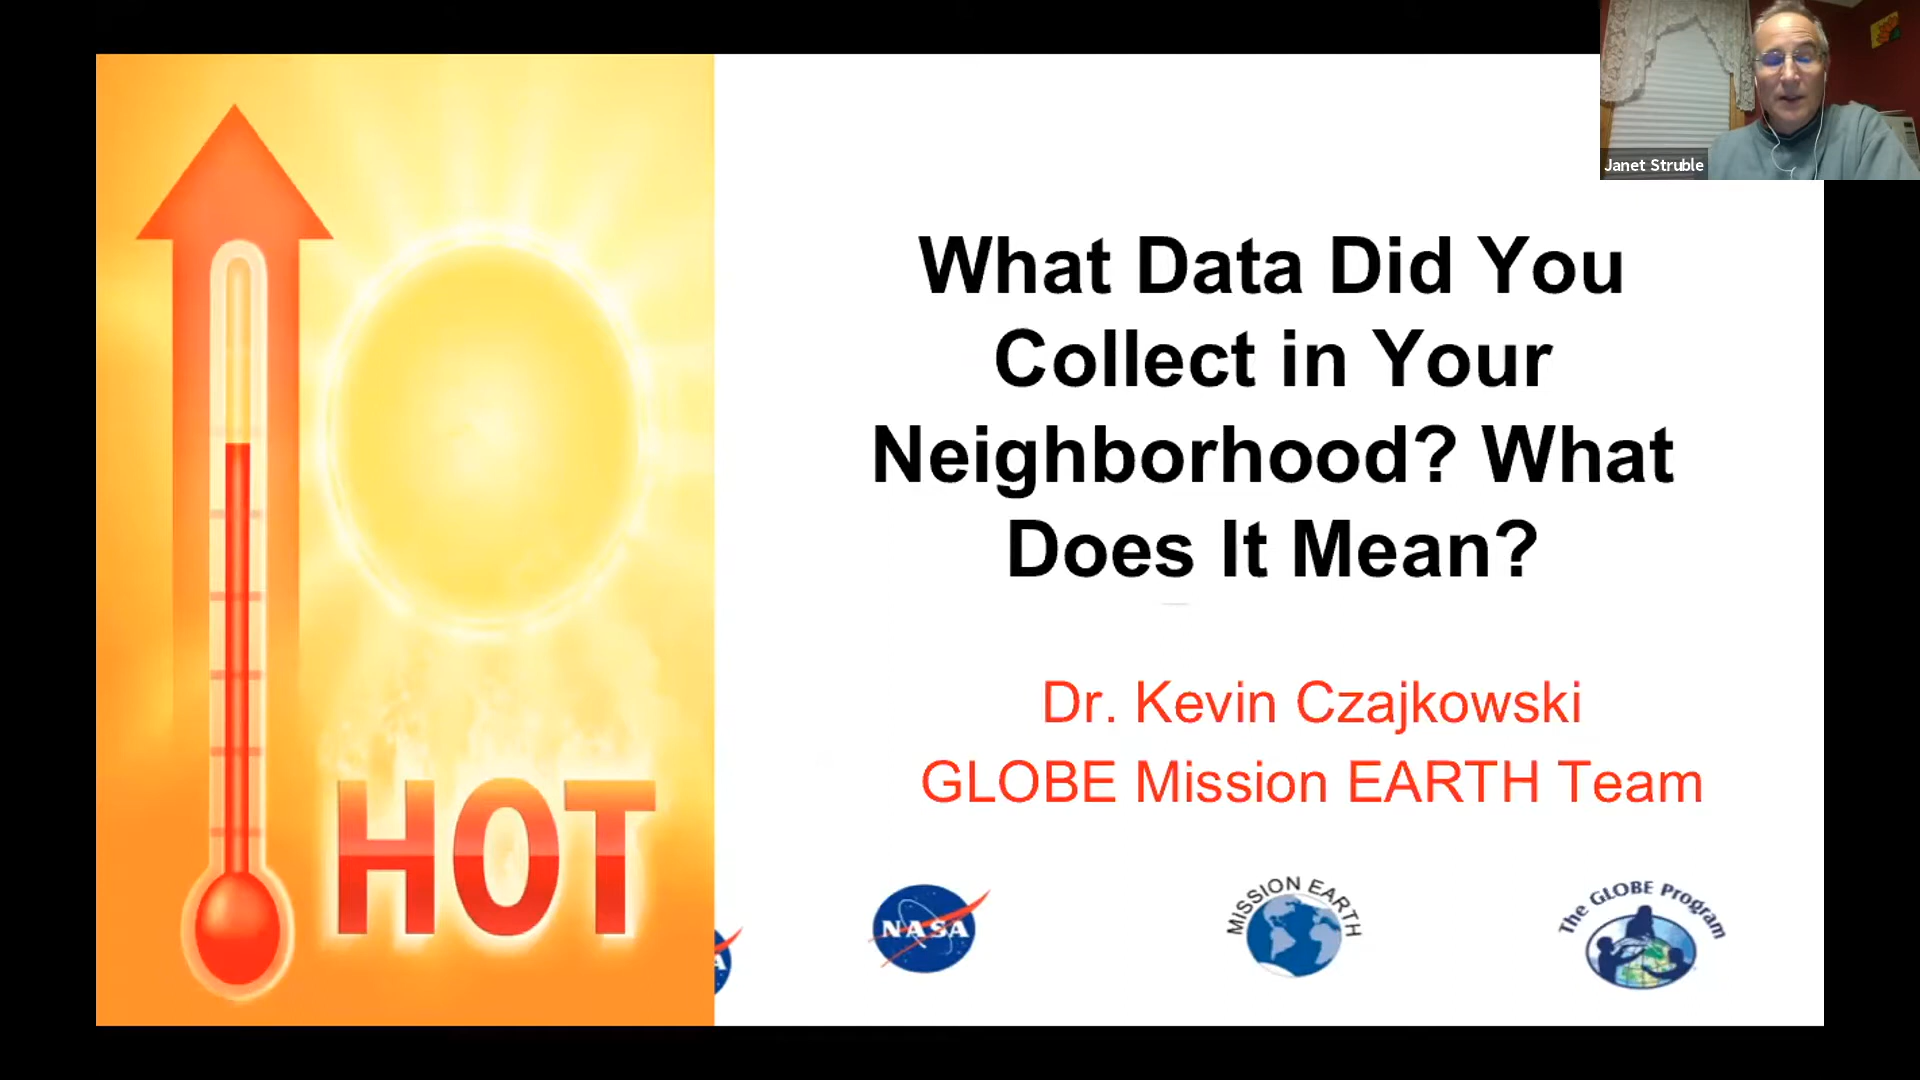 Janet Struble
What Data Did You
Collect in Your
Neighborhood? What
Does It Mean?
Dr. Kevin Czajkowski
GLOBE Mission EARTH Team
HOT
A
NASA
MISSION EARTH
The GLOBE Program